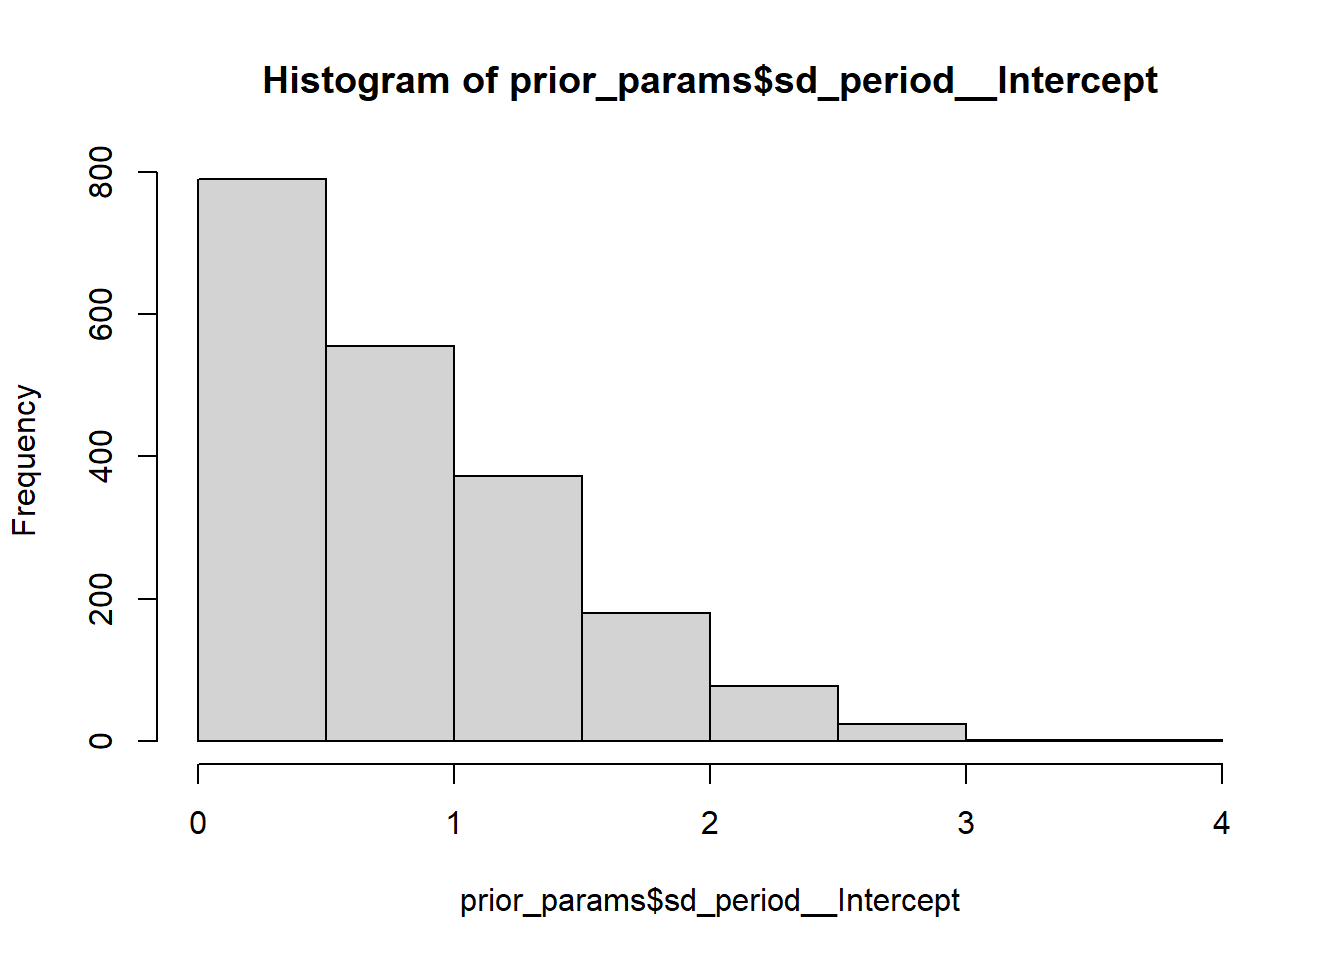 Histogram of prior_params$sd_period__Intercept
Frequency
800
600
400
200
0
0 1 2 3 4
prior_params$sd_period__Intercept